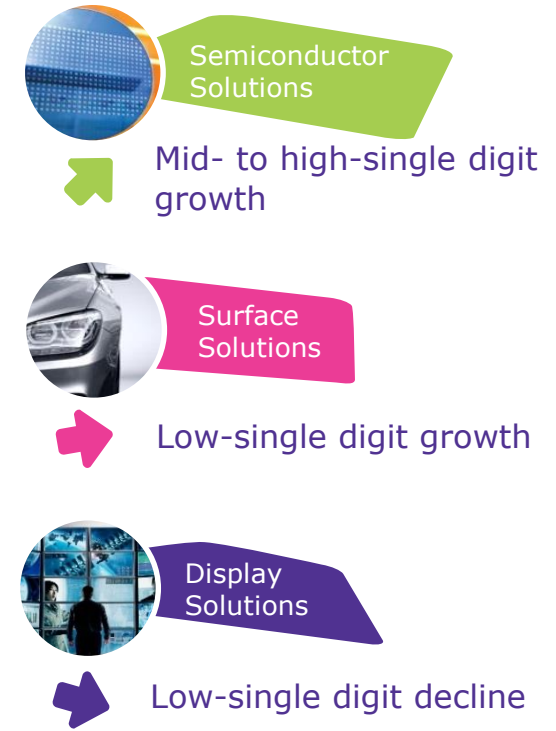 Semiconductor
Solutions
Mid- to high-single digit
growth
Surface
Solutions
Low-single digit growth
Display
Solutions
Low-single digit decline